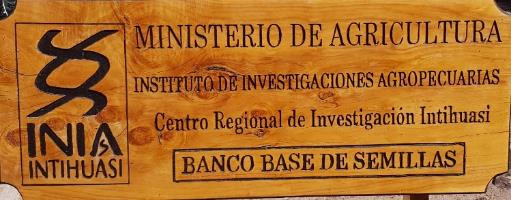 INIA
INTIHUASI
MINISTERIO DE AGRICULTURA
INSTITUTO DE INVESTIGACIONES AGROPECUARIAS
Centro Regional de Investigación Intihuasi
BANCO BASE DE SEMILLAS